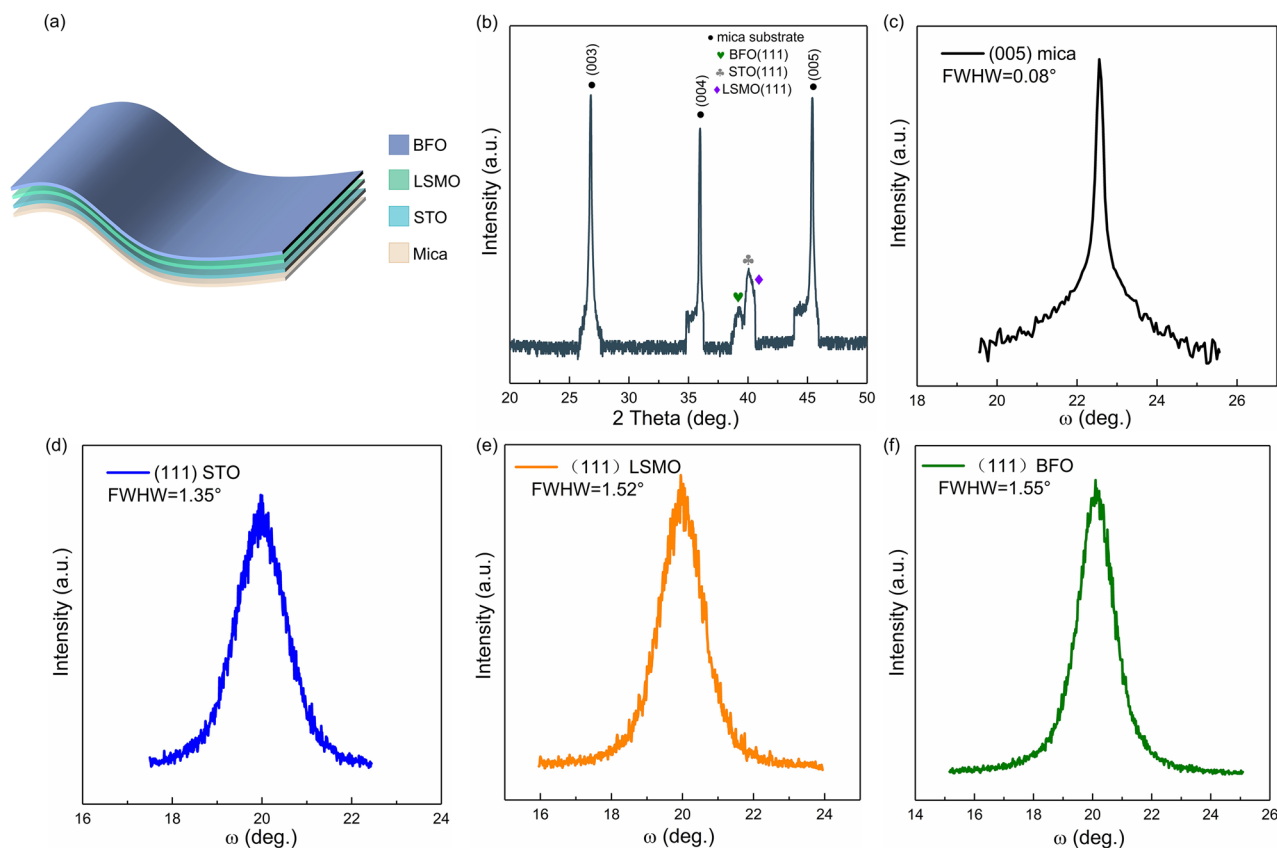 (a)
BFO
LSMO
STO
Mica
(b)
● mica substrate
♥ BFO(111)
♣ STO(111)
♦ LSMO(111)
(003)
(004)
(005)
Intensity (a.u.)
20 25 30 35 40 45 50
2 Theta (deg.)
(c)
(005) mica
FWHW=0.08°
Intensity (a.u.)
18 20 22 24 26
ω (deg.)
(d)
(111) STO
FWHW=1.35°
Intensity (a.u.)
16 18 20 22 24
ω (deg.)
(e)
（111）LSMO
FWHW=1.52°
Intensity (a.u.)
16 18 20 22 24
ω (deg.)
(f)
（111）BFO
FWHW=1.55°
Intensity (a.u.)
14 16 18 20 22 24 26
ω (deg.)